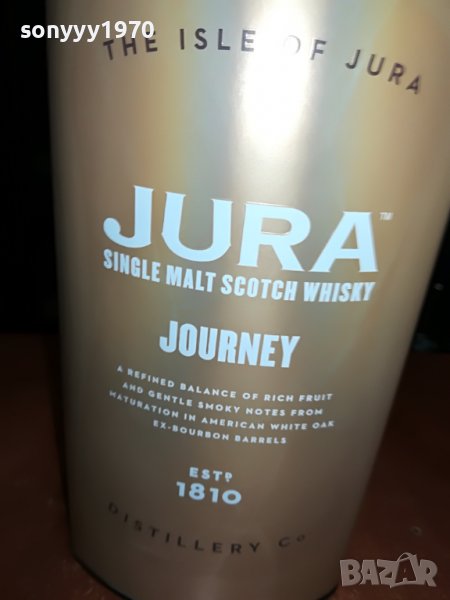 sonyyy1970
THE ISLE OF JURA
JURA™
SINGLE MALT SCOTCH WHISKY
JOURNEY
A REFINED BALANCE OF RICH FRUIT
AND GENTLE SMOKY NOTES FROM
MATURATION IN AMERICAN WHITE OAK
EX-BOURBON BARRELS
ESTD
1810
DISTILLERY Co
BAZAR